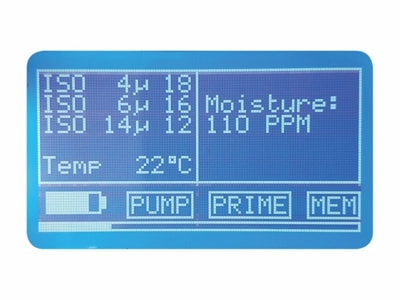 ISO 4µ 18
ISO 6µ 16
ISO 14µ 12
Temp 22°C
Moisture:
110 PPM
PUMP PRIME MEM